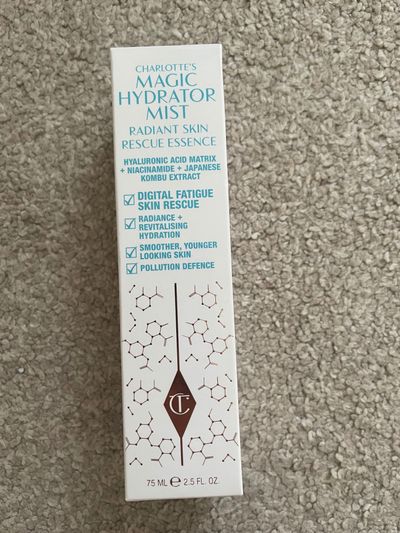 CHARLOTTE'S
MAGIC
HYDRATOR
MIST
RADIANT SKIN
RESCUE ESSENCE
HYALURONIC ACID MATRIX
+ NIACINAMIDE + JAPANESE
KOMBU EXTRACT
DIGITAL FATIGUE
SKIN RESCUE
RADIANCE +
REVITALISING
HYDRATION
SMOOTHER, YOUNGER
LOOKING SKIN
POLLUTION DEFENCE
CT
75 ML ℮ 2.5 FL. OZ.